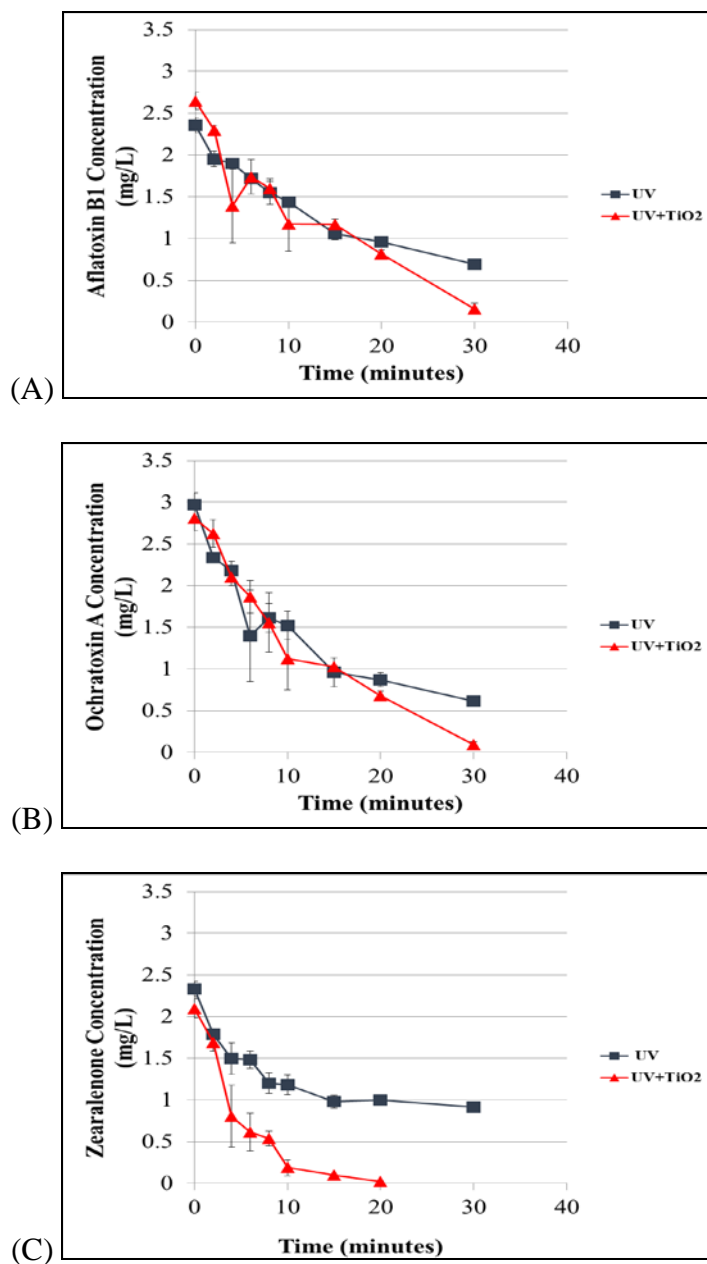 3.5
3
2.5
2
1.5
1
0.5
0
Aflatoxin B1 Concentration
(mg/L)
0 10 20 30 40
Time (minutes)
UV
UV+TiO2
(A)
3.5
3
2.5
2
1.5
1
0.5
0
Ochratoxin A Concentration
(mg/L)
0 10 20 30 40
Time (minutes)
UV
UV+TiO2
(B)
3.5
3
2.5
2
1.5
1
0.5
0
Zearalenone Concentration
(mg/L)
0 10 20 30 40
Time (minutes)
UV
UV+TiO2
(C)